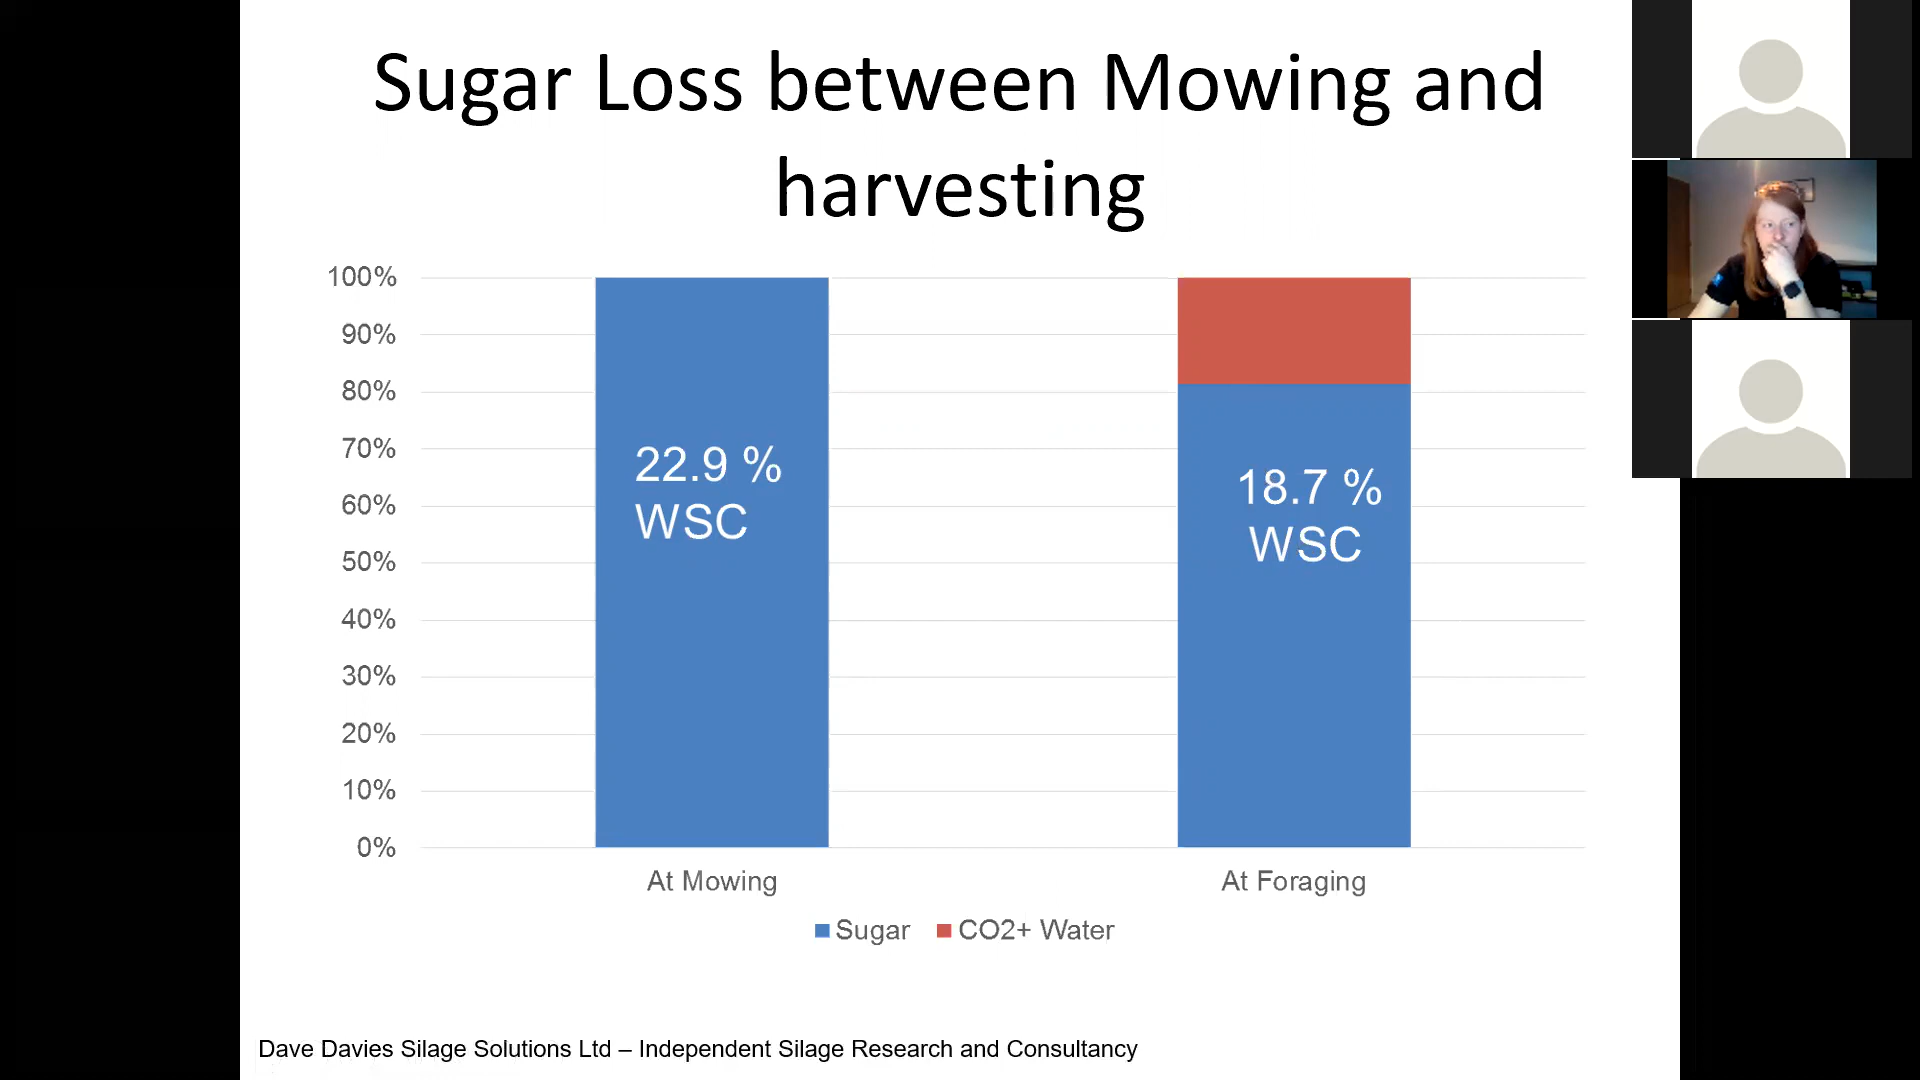 Sugar Loss between Mowing and
harvesting
100%
90%
80%
70%
60%
50%
40%
30%
20%
10%
0%
22.9 %
WSC
18.7 %
WSC
At Mowing
At Foraging
Sugar
CO2+ Water
Dave Davies Silage Solutions Ltd – Independent Silage Research and Consultancy